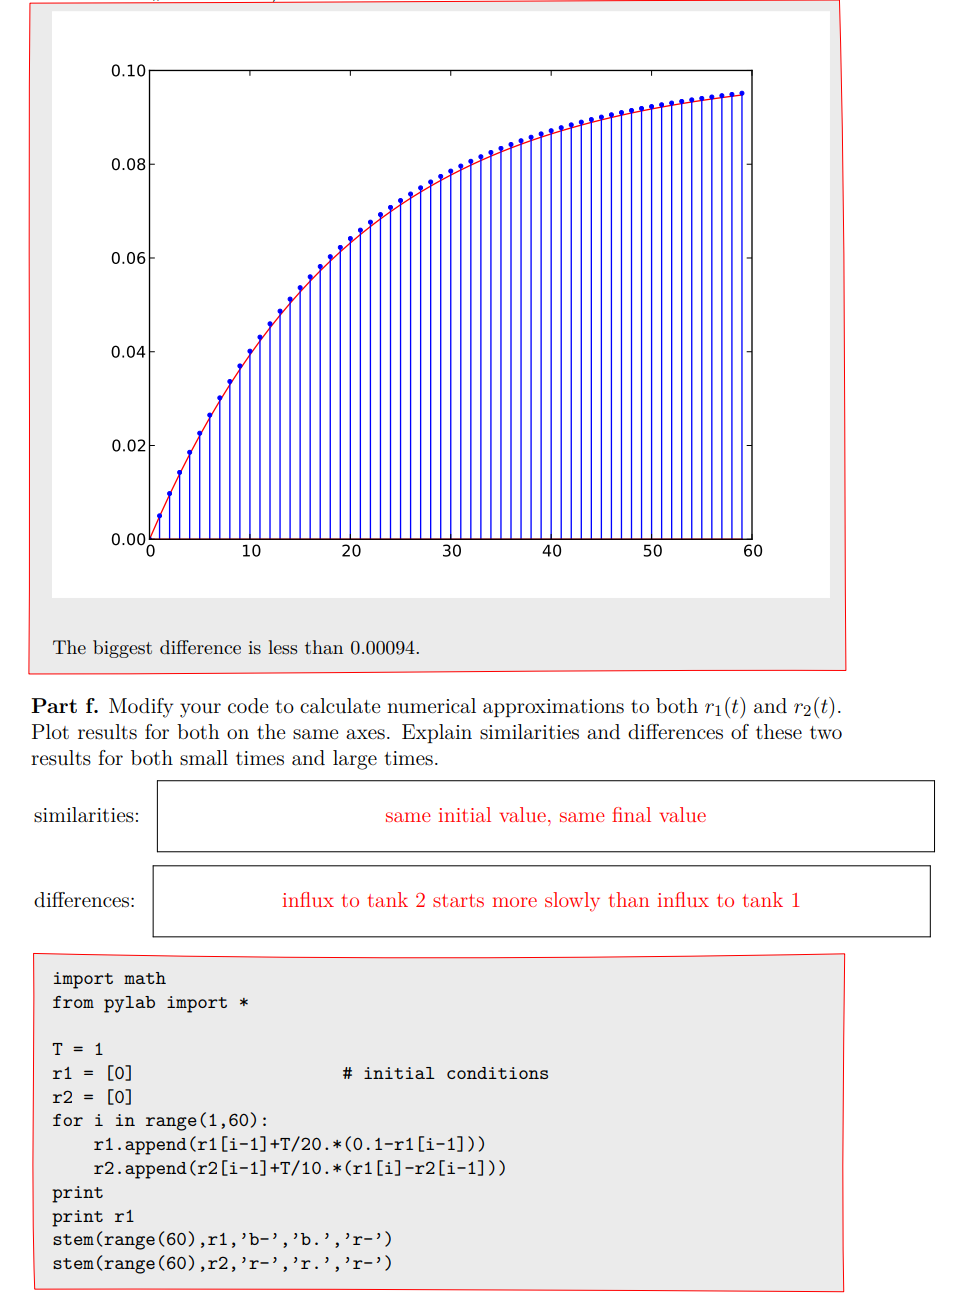 0.10
0.08
0.06
0.04
0.02
0.00
0 10 20 30 40 50 60
The biggest difference is less than 0.00094.
Part f. Modify your code to calculate numerical approximations to both r₁(t) and r₂(t).
Plot results for both on the same axes. Explain similarities and differences of these two
results for both small times and large times.
similarities: same initial value, same final value
differences: influx to tank 2 starts more slowly than influx to tank 1
import math
from pylab import *
T = 1
r1 = [0] # initial conditions
r2 = [0]
for i in range(1,60):
    r1.append(r1[i-1]+T/20.*(0.1-r1[i-1]))
    r2.append(r2[i-1]+T/10.*(r1[i]-r2[i-1]))
print
print r1
stem(range(60),r1,’b-’,’b.’,’r-’)
stem(range(60),r2,’r-’,’r.’,’r-’)